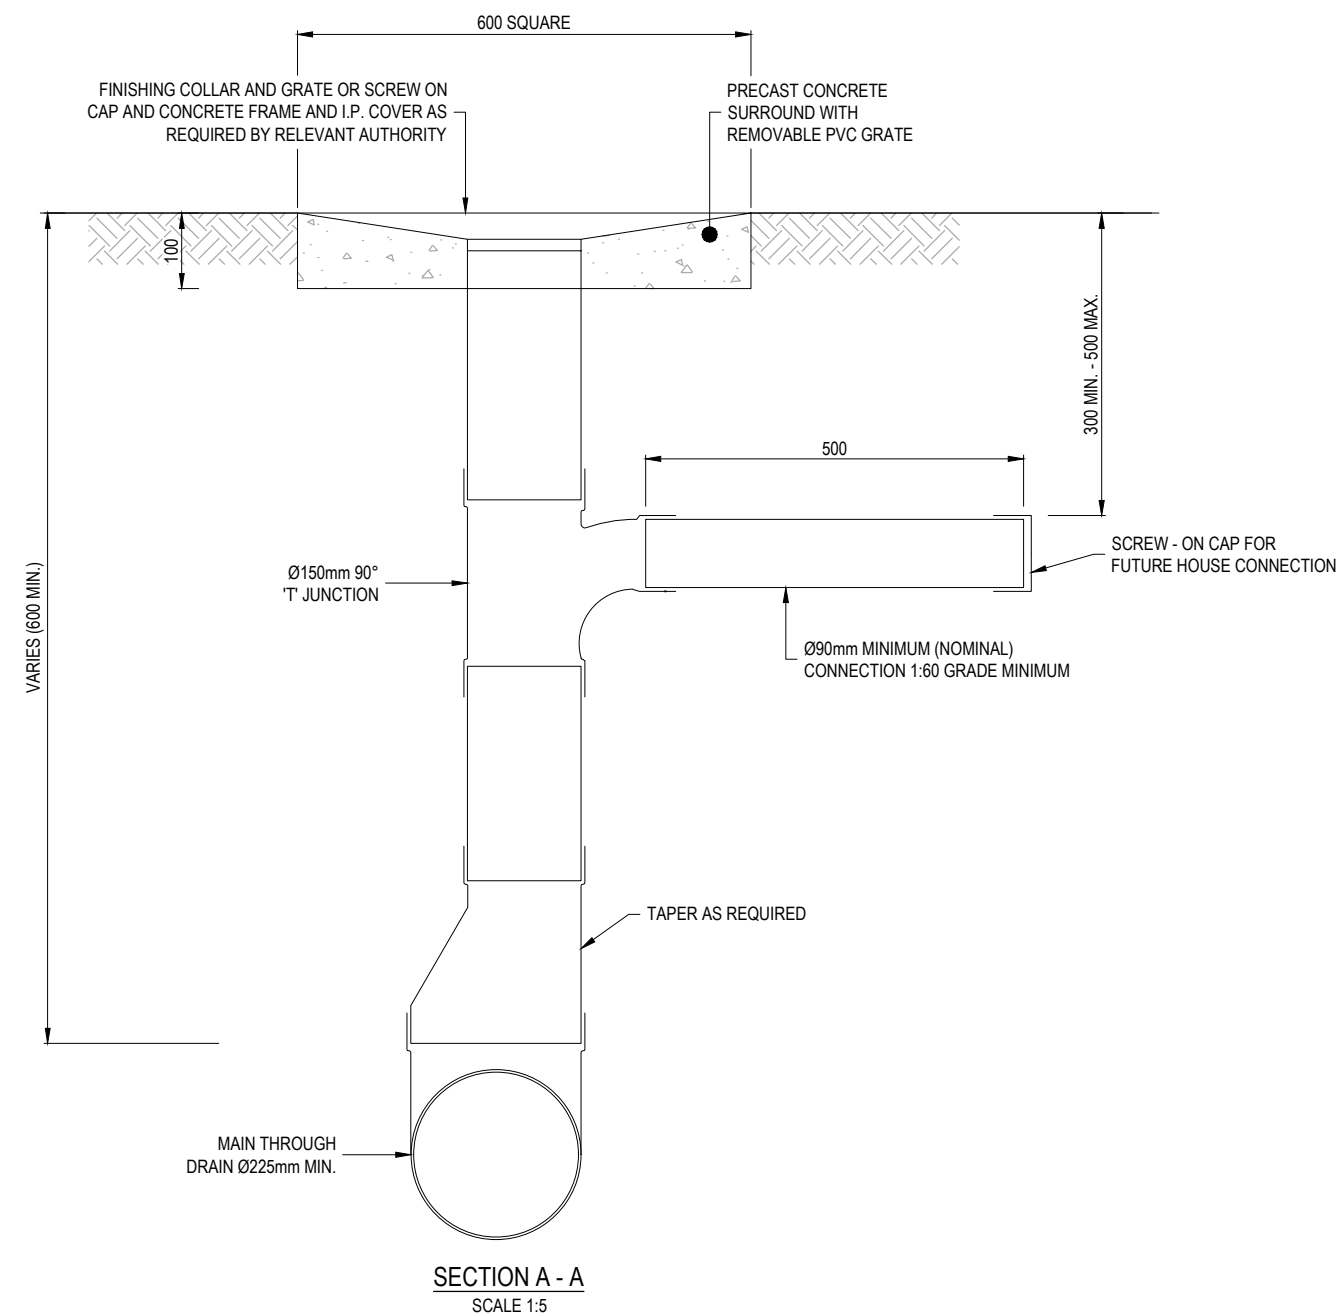 600 SQUARE
FINISHING COLLAR AND GRATE OR SCREW ON
CAP AND CONCRETE FRAME AND I.P. COVER AS
REQUIRED BY RELEVANT AUTHORITY
PRECAST CONCRETE
SURROUND WITH
REMOVABLE PVC GRATE
100
300 MIN. - 500 MAX.
500
SCREW - ON CAP FOR
FUTURE HOUSE CONNECTION
Ø150mm 90°
'T' JUNCTION
VARIES (600 MIN.)
Ø90mm MINIMUM (NOMINAL)
CONNECTION 1:60 GRADE MINIMUM
TAPER AS REQUIRED
MAIN THROUGH
DRAIN Ø225mm MIN.
SECTION A - A
SCALE 1:5